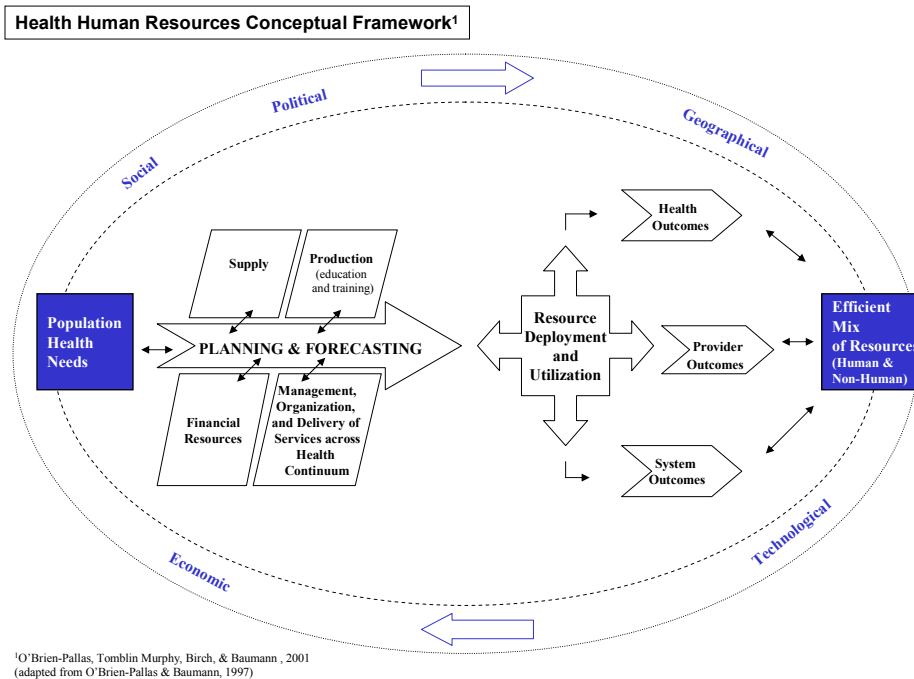 Health Human Resources Conceptual Framework¹
Political
Geographical
Social
Health
Outcomes
Supply
Production
(education
and training)
Population
Health
Needs
PLANNING & FORECASTING
Resource
Deployment
and
Utilization
Provider
Outcomes
Efficient
Mix
of Resources
(Human &
Non-Human)
Financial
Resources
Management,
Organization,
and Delivery of
Services across
Health
Continuum
System
Outcomes
Economic
Technological
¹O'Brien-Pallas, Tomblin Murphy, Birch, & Baumann , 2001
(adapted from O'Brien-Pallas & Baumann, 1997)